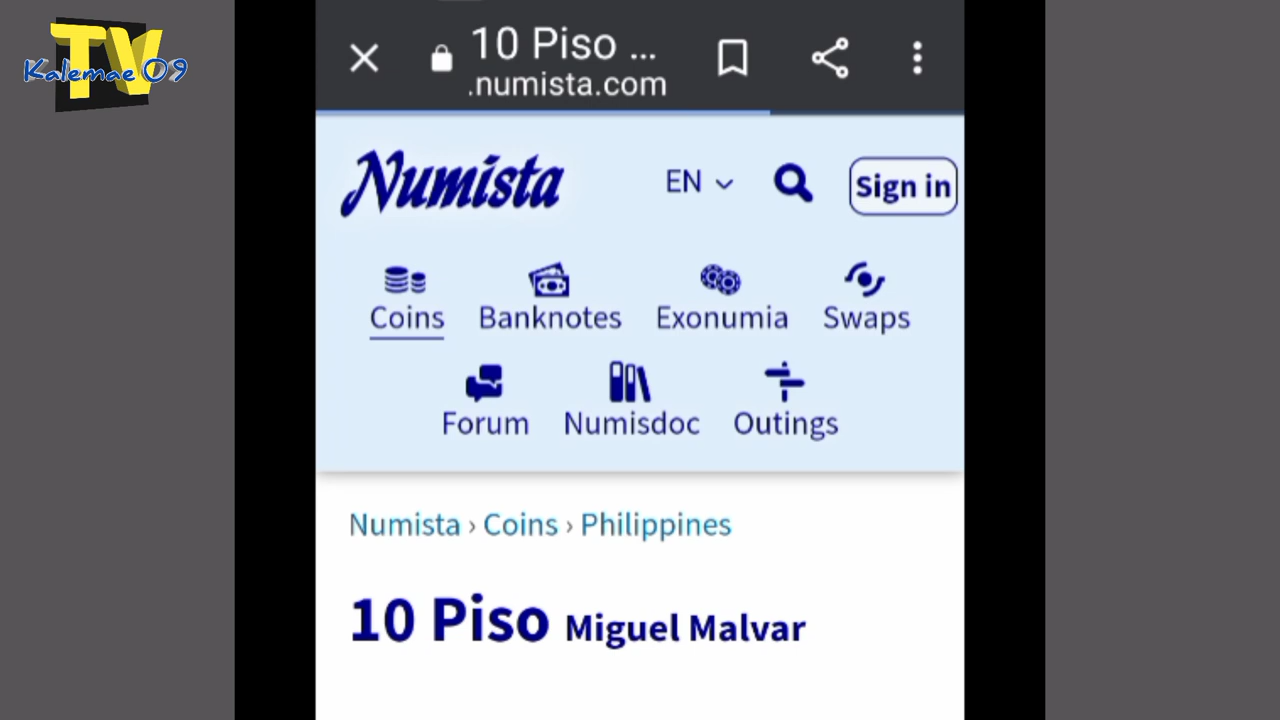 TV
Kalemae 09
10 Piso ...
.numista.com
Numista
EN
Sign in
Coins
Banknotes
Exonumia
Swaps
Forum
Numisdoc
Outings
Numista › Coins › Philippines
10 Piso Miguel Malvar